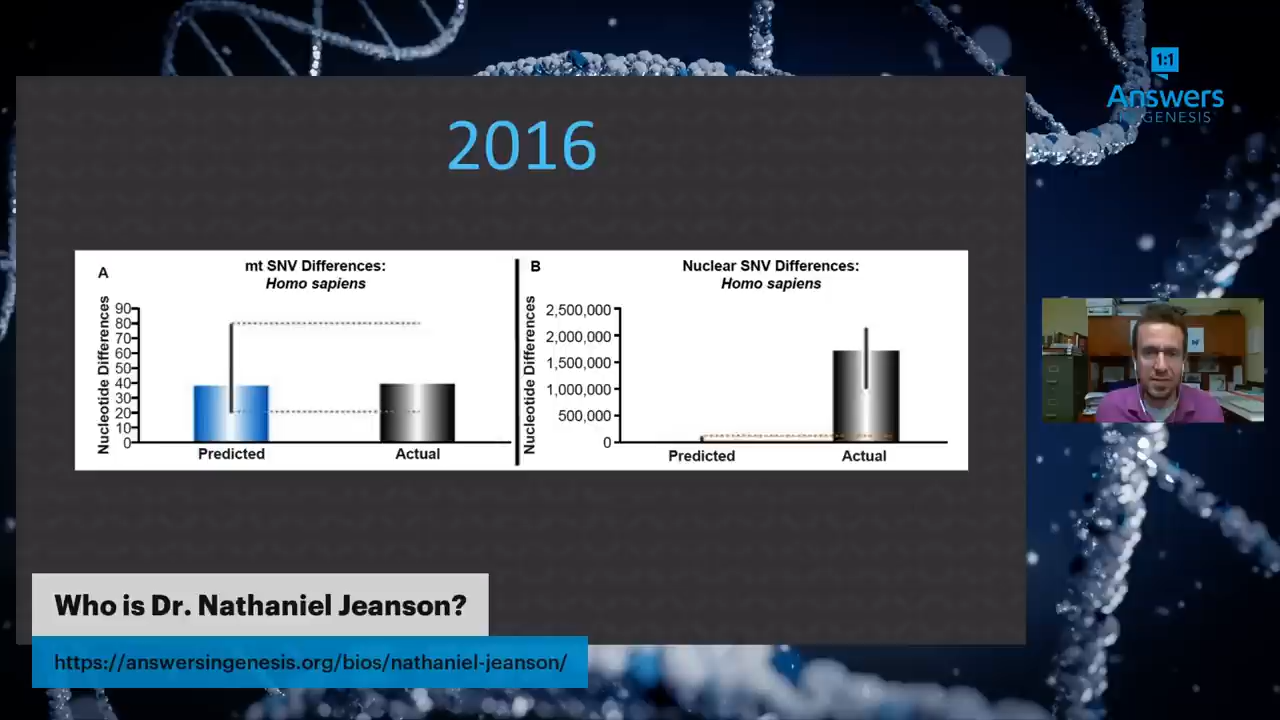 1:1
Answers
IN GENESIS
2016
A
mt SNV Differences:
Homo sapiens
Nucleotide Differences
90
80
70
60
50
40
30
20
10
0
Predicted
Actual
B
Nuclear SNV Differences:
Homo sapiens
Nucleotide Differences
2,500,000
2,000,000
1,500,000
1,000,000
500,000
0
Predicted
Actual
Who is Dr. Nathaniel Jeanson?
https://answersingenesis.org/bios/nathaniel-jeanson/